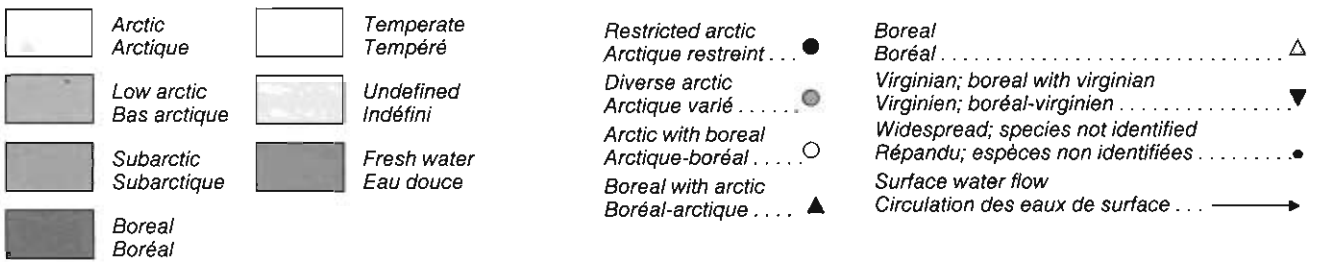 Arctic
Arctique
Low arctic
Bas arctique
Subarctic
Subarctique
Boreal
Boréal
Temperate
Tempéré
Undefined
Indéfini
Fresh water
Eau douce
Restricted arctic
Arctique restreint . . .
Diverse arctic
Arctique varié . . . .
Arctic with boreal
Arctique-boréal . . . . .
Boreal with arctic
Boréal-arctique . . . .
Boreal
Boréal . . . . . . . . . . . . . . . . . . . . . . . . . . . . . . .
Virginian; boreal with virginian
Virginien; boréal-virginien . . . . . . . . . . . . . .
Widespread; species not identified
Répandu; espèces non identifiées . . . . . . . . .
Surface water flow
Circulation des eaux de surface . . .